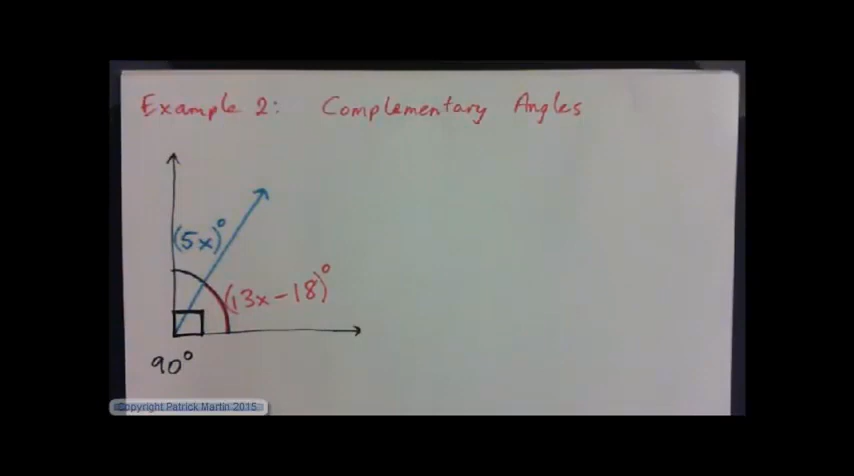 Example 2: Complementary Angles
(5x)°
(13x-18)°
90°
Copyright Patrick Martin 2015